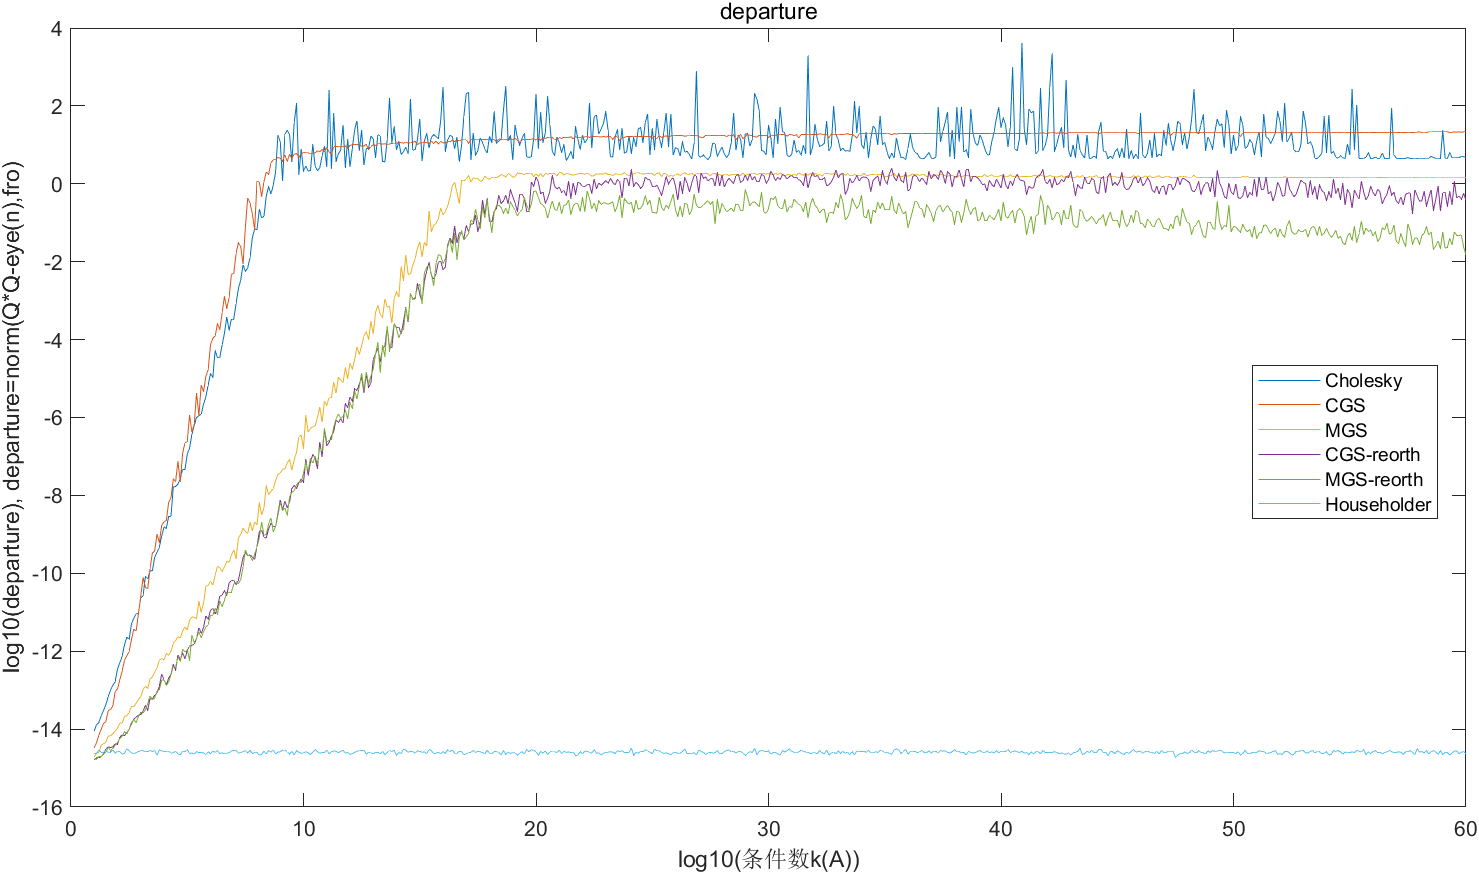 departure
4
2
0
-2
-4
-6
-8
-10
-12
-14
-16
0
10
20
30
40
50
60
log10(departure), departure=norm(Q*Q-eye(n),fro)
log10(条件数k(A))
Cholesky
CGS
MGS
CGS-reorth
MGS-reorth
Householder